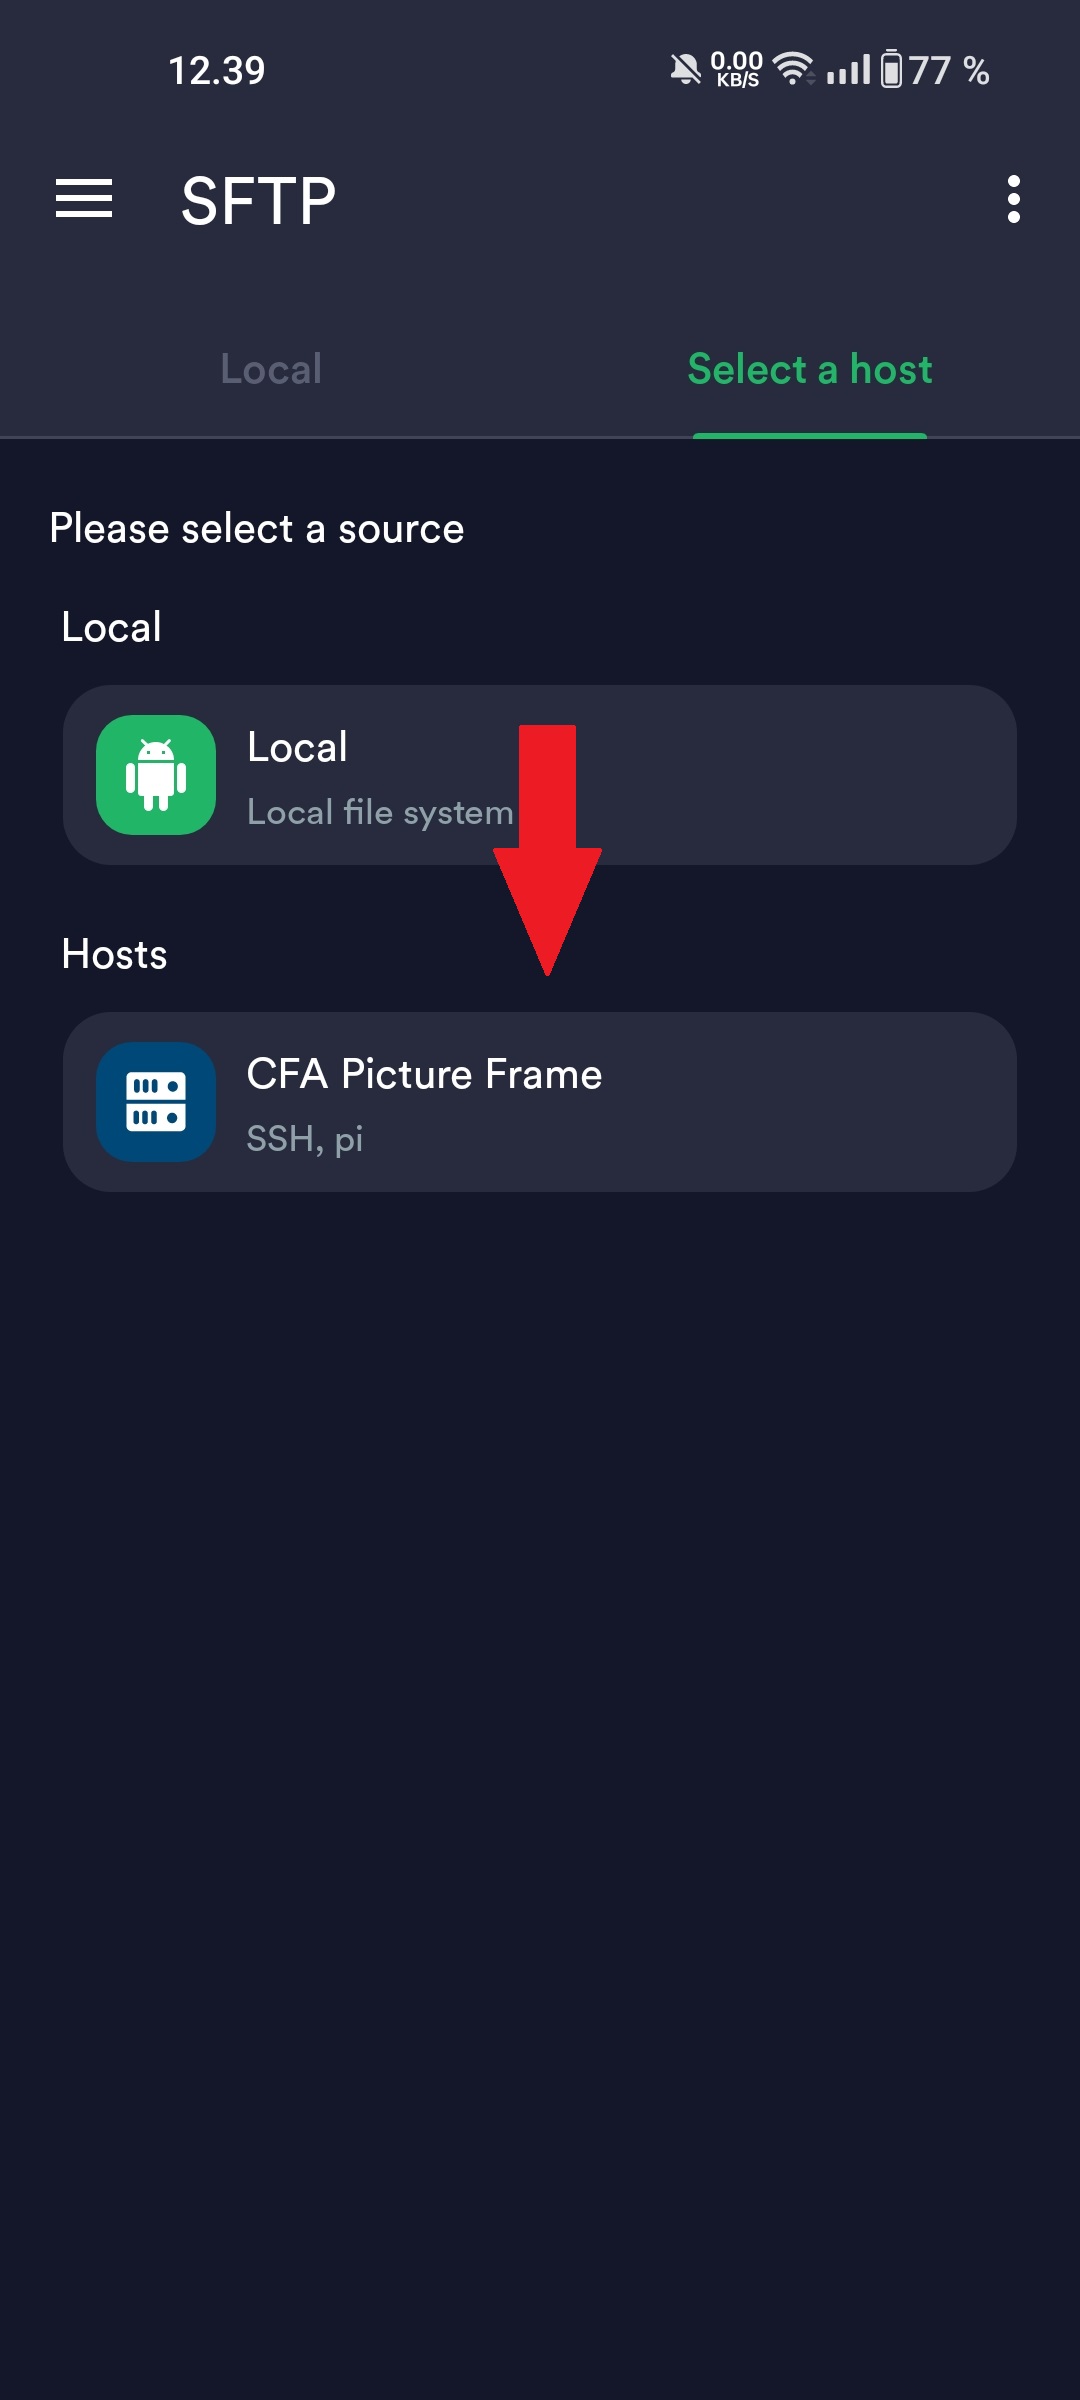 12.39
0.00
KB/S
77 %
SFTP
Local
Select a host
Please select a source
Local
Local
Local file system
Hosts
CFA Picture Frame
SSH, pi